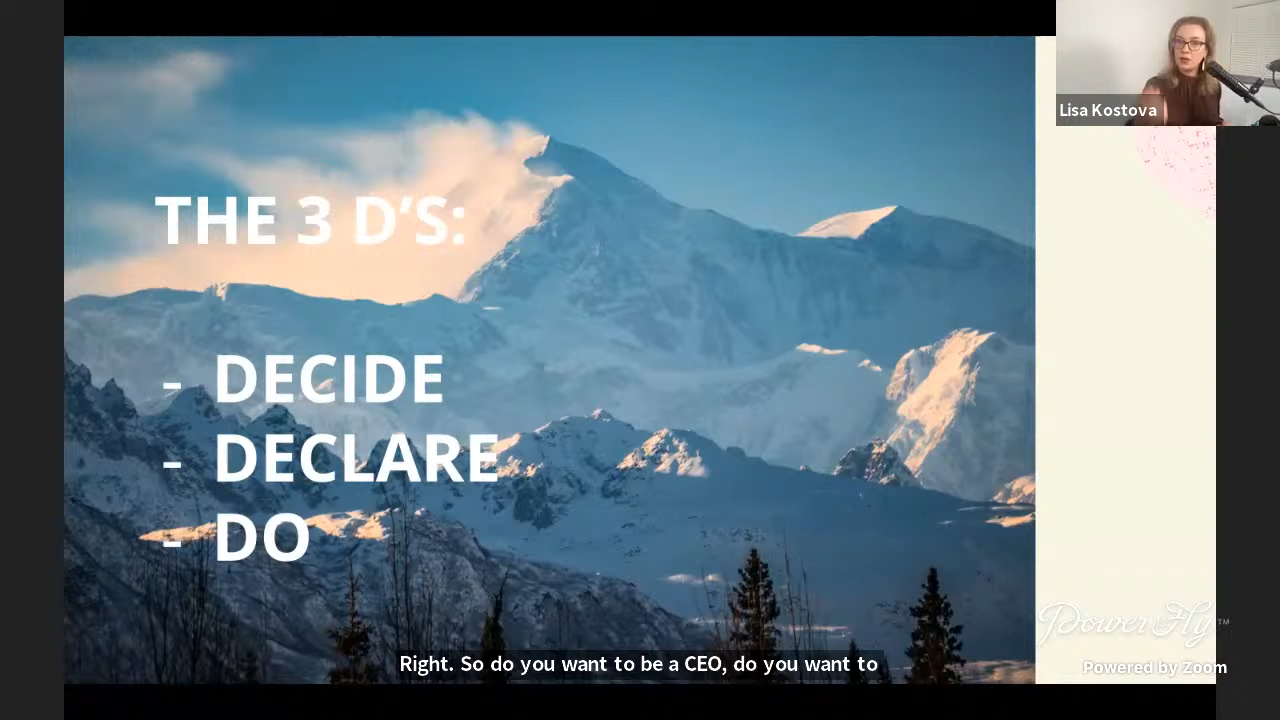 Lisa Kostova
THE 3 D’S:
- DECIDE
- DECLARE
- DO
PowerToFly™
Right. So do you want to be a CEO, do you want to
Powered by Zoom